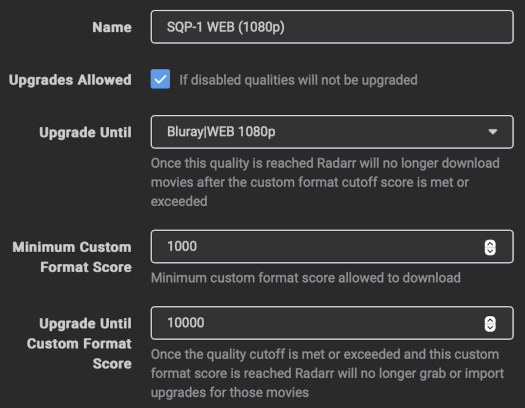 Name SQP-1 WEB (1080p)
Upgrades Allowed If disabled qualities will not be upgraded
Upgrade Until Bluray|WEB 1080p
Once this quality is reached Radarr will no longer download
movies after the custom format cutoff score is met or
exceeded
Minimum Custom
Format Score
1000
Minimum custom format score allowed to download
Upgrade Until
Custom Format
Score
10000
Once the quality cutoff is met or exceeded and this custom
format score is reached Radarr will no longer grab or import
upgrades for those movies